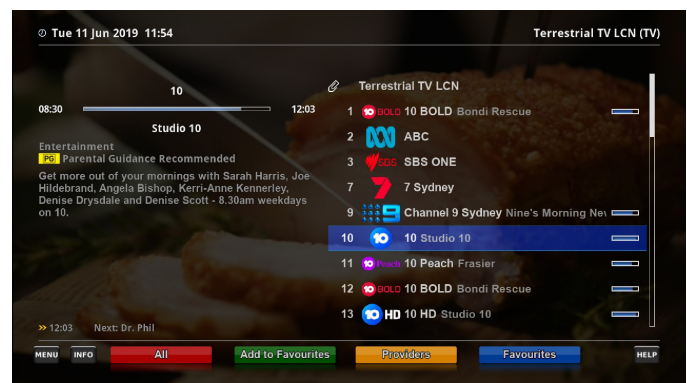 Tue 11 Jun 2019 11:54
Terrestrial TV LCN (TV)
10
08:30
12:03
Studio 10
Entertainment
PG Parental Guidance Recommended
Get more out of your mornings with Sarah Harris, Joe
Hildebrand, Angela Bishop, Kerri-Anne Kennerley,
Denise Drysdale and Denise Scott - 8.30am weekdays
on 10.
» 12:03 Next: Dr. Phil
Terrestrial TV LCN
1 10 BOLD 10 BOLD Bondi Rescue
2 ABC
3 SBS SBS ONE
7 7 7 Sydney
9 9 Channel 9 Sydney Nine's Morning Nev
10 10 10 Studio 10
11 10 Peach 10 Peach Frasier
12 10 BOLD 10 BOLD Bondi Rescue
13 10 HD 10 HD Studio 10
MENU INFO All Add to Favourites Providers Favourites HELP